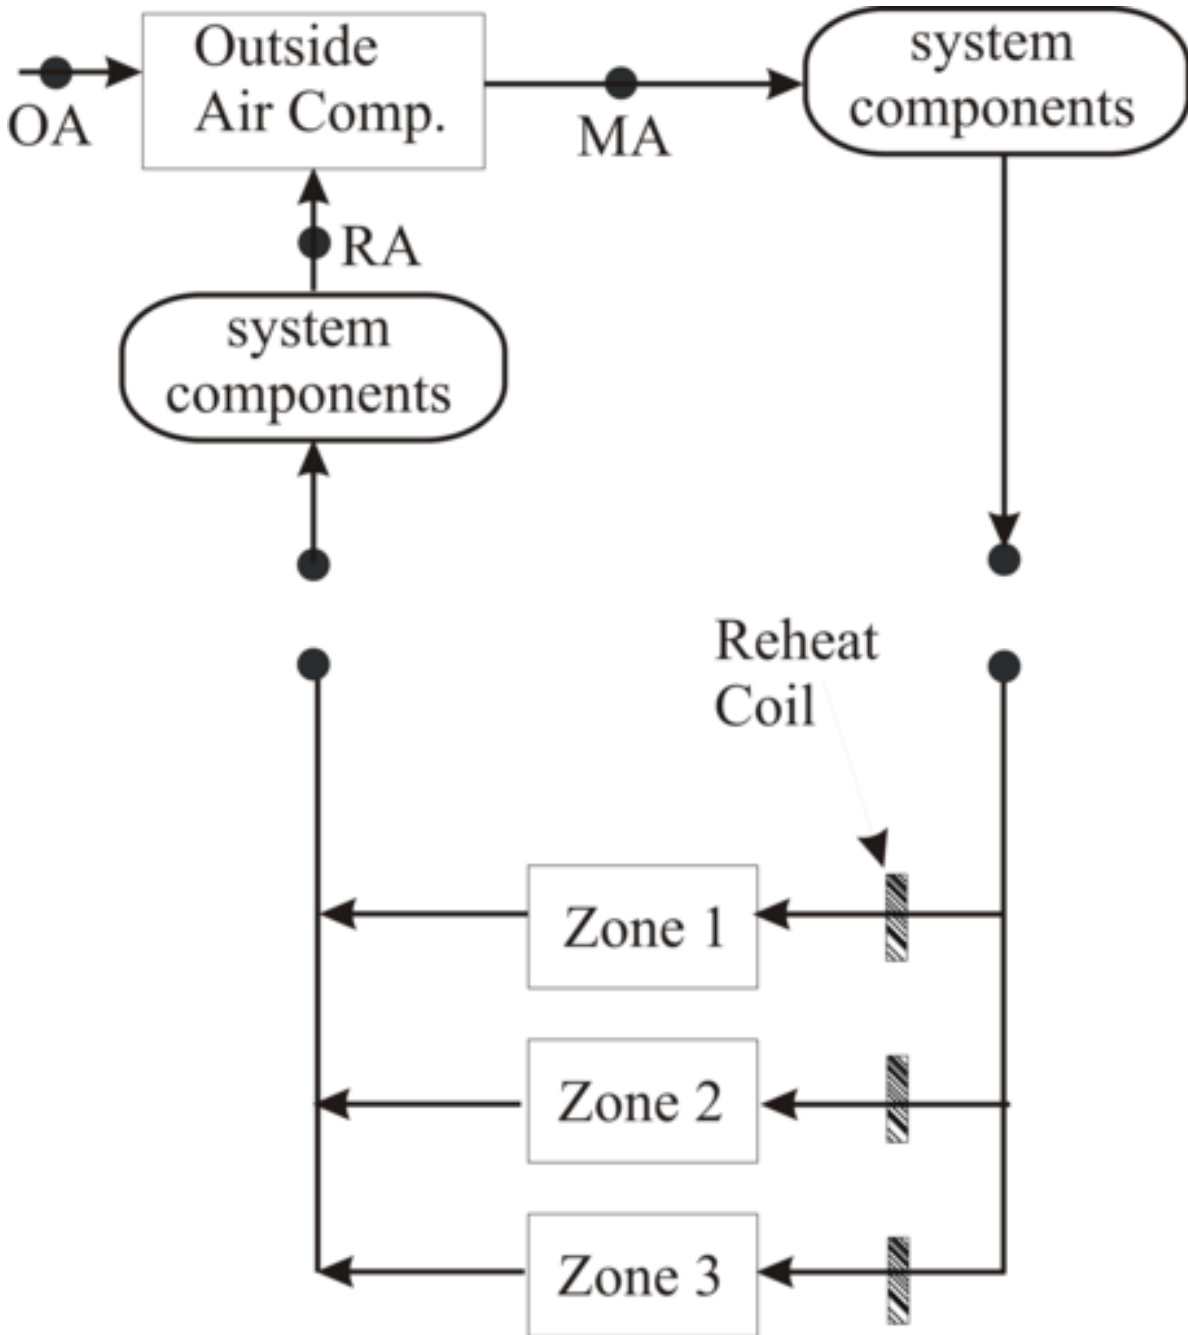 Outside
Air Comp.
system
components
OA
MA
RA
system
components
Reheat
Coil
Zone 1
Zone 2
Zone 3